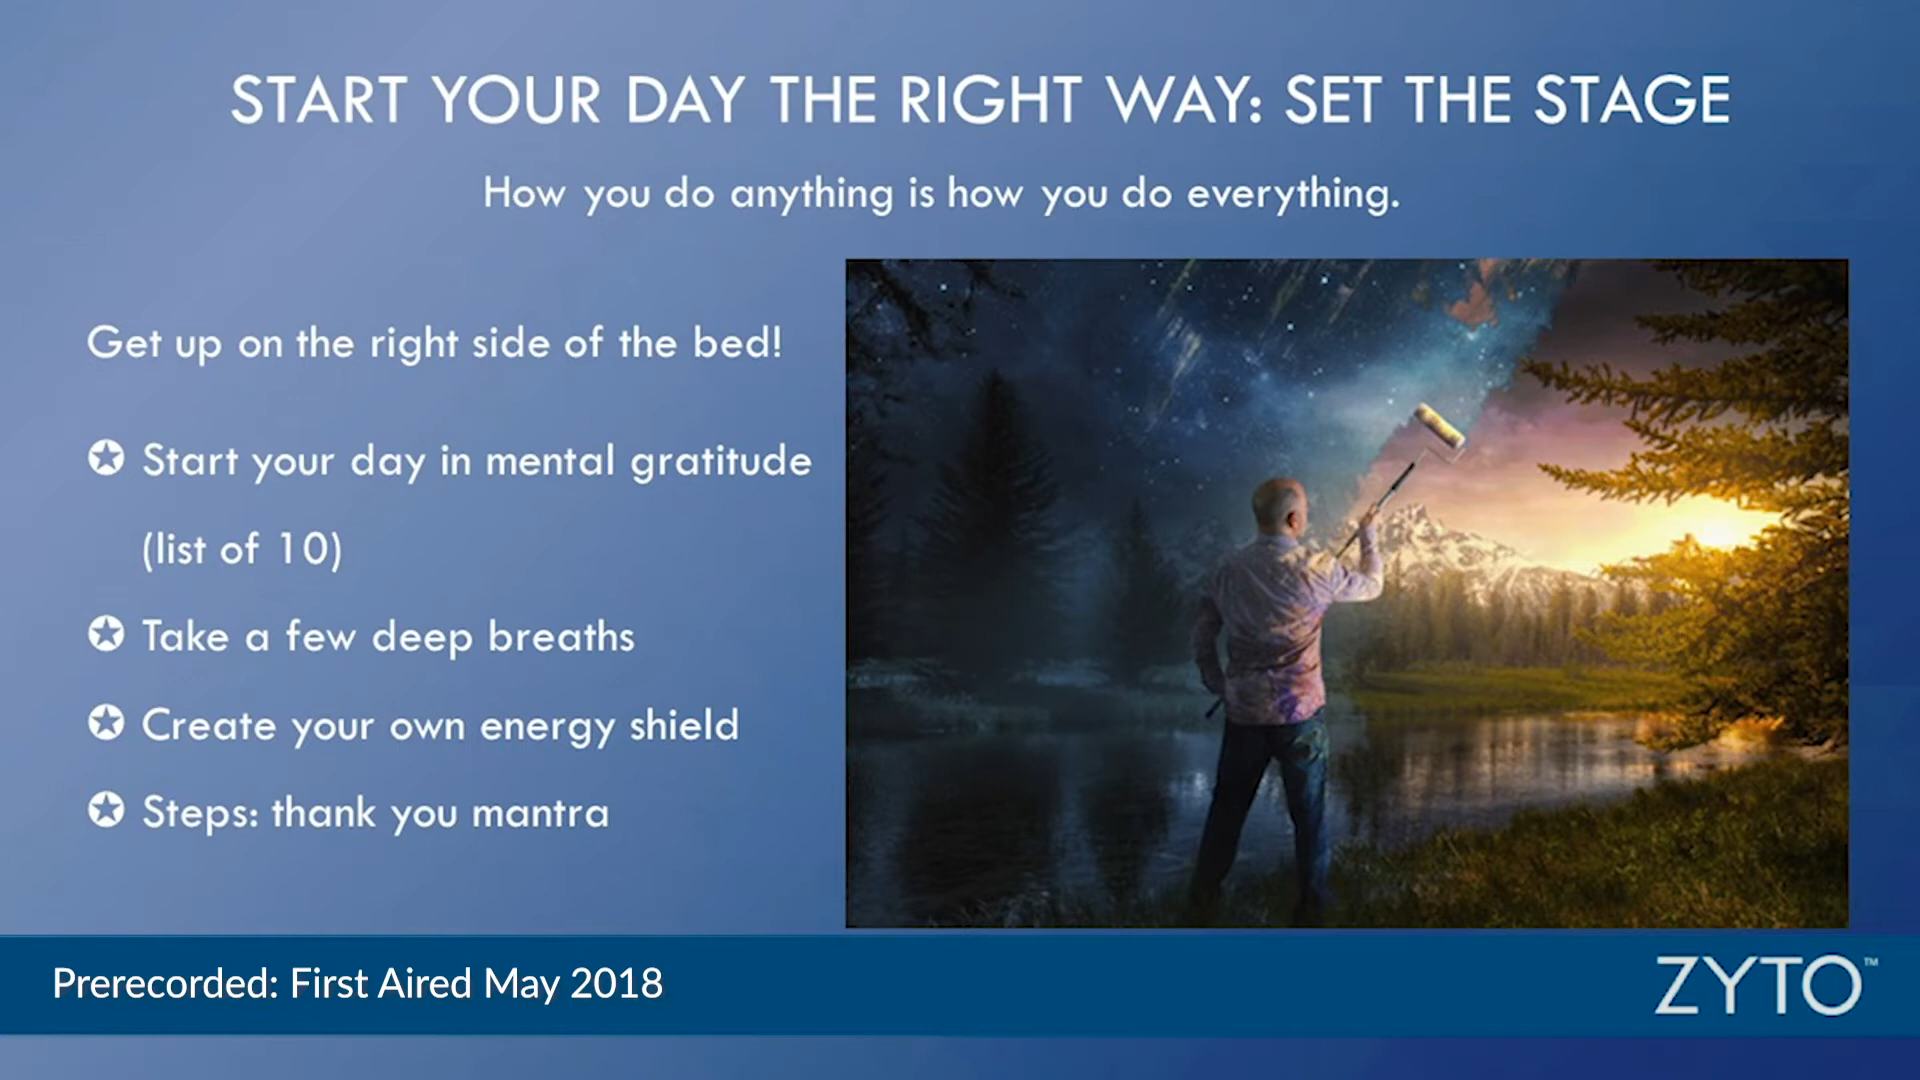 START YOUR DAY THE RIGHT WAY: SET THE STAGE
How you do anything is how you do everything.
Get up on the right side of the bed!
Start your day in mental gratitude
(list of 10)
Take a few deep breaths
Create your own energy shield
Steps: thank you mantra
Prerecorded: First Aired May 2018
ZYTO™